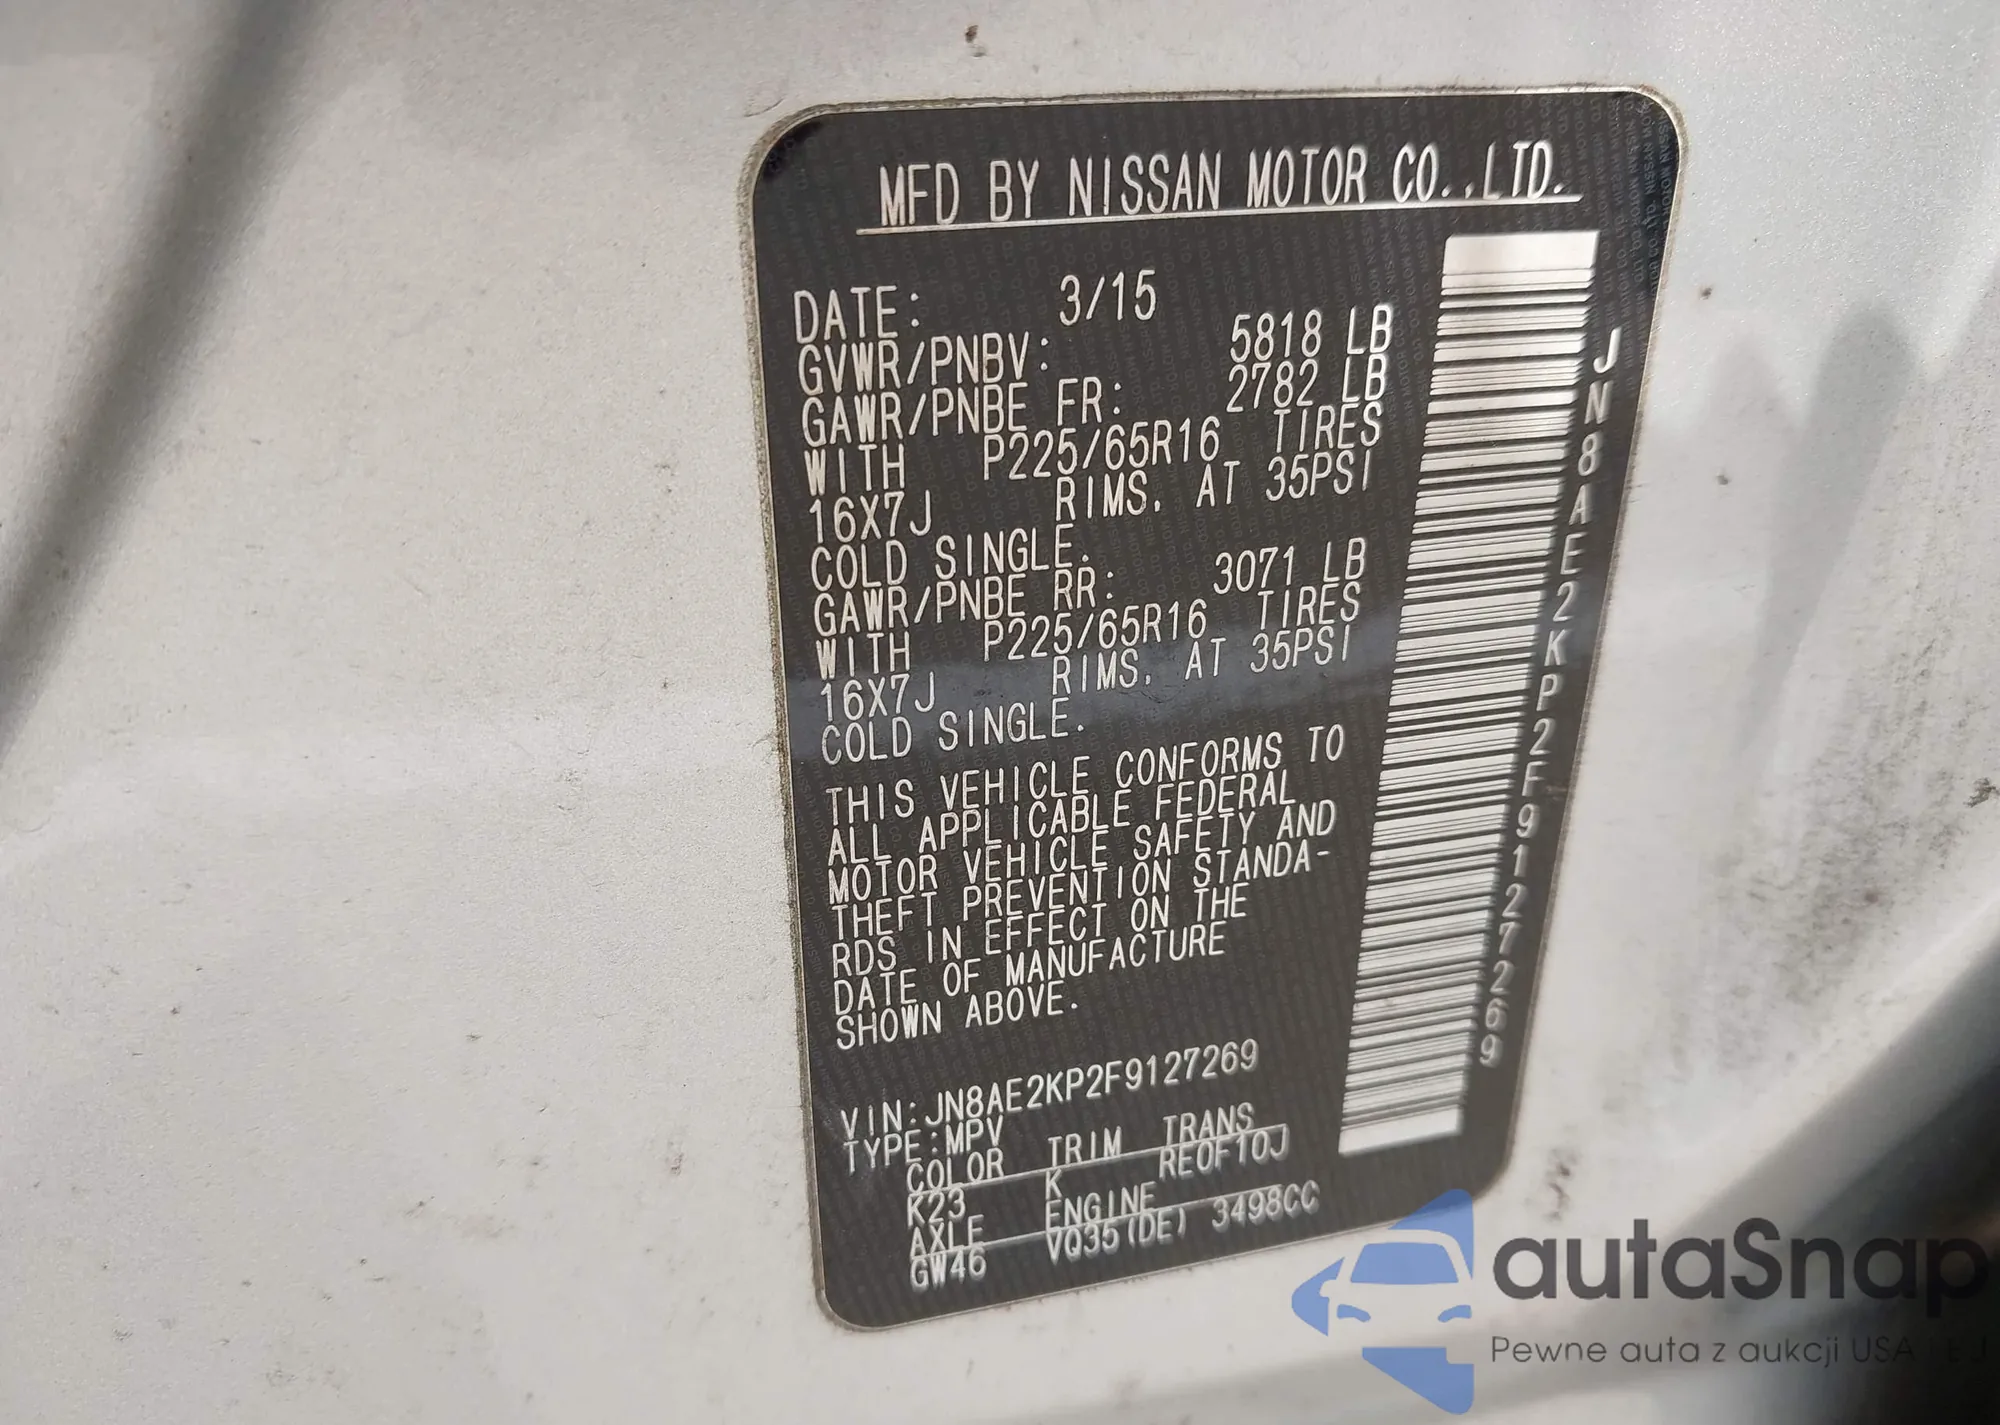 MFD BY NISSAN MOTOR CO.,LTD.
DATE: 3/15
GVWR/PNBV: 5818 LB
GAWR/PNBE FR: 2782 LB
WITH P225/65R16 TIRES
16X7J RIMS, AT 35PSI
COLD SINGLE.
GAWR/PNBE RR: 3071 LB
WITH P225/65R16 TIRES
16X7J RIMS, AT 35PSI
COLD SINGLE.
THIS VEHICLE CONFORMS TO
ALL APPLICABLE FEDERAL
MOTOR VEHICLE SAFETY AND
THEFT PREVENTION STANDA-
RDS IN EFFECT ON THE
DATE OF MANUFACTURE
SHOWN ABOVE.
VIN:JN8AE2KP2F9127269
TYPE:MPV
COLOR TRIM TRANS
K23 K RE0F10J
AXLE ENGINE
GW46 VQ35(DE) 3498CC
JN8AE2KP2F9127269
autaSnap
Pewne auta z aukcji USA i EU